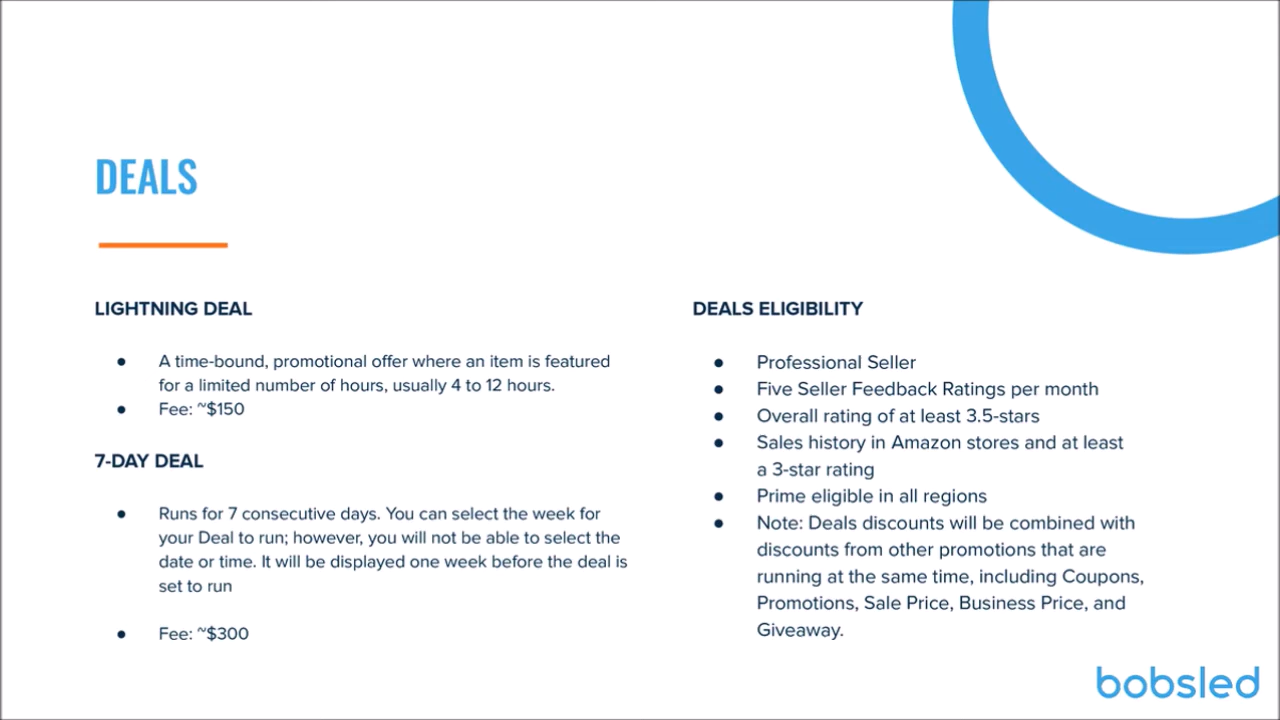 DEALS
LIGHTNING DEAL
● A time-bound, promotional offer where an item is featured
for a limited number of hours, usually 4 to 12 hours.
● Fee: ~$150
7-DAY DEAL
● Runs for 7 consecutive days. You can select the week for
your Deal to run; however, you will not be able to select the
date or time. It will be displayed one week before the deal is
set to run
● Fee: ~$300
DEALS ELIGIBILITY
● Professional Seller
● Five Seller Feedback Ratings per month
● Overall rating of at least 3.5-stars
● Sales history in Amazon stores and at least
a 3-star rating
● Prime eligible in all regions
● Note: Deals discounts will be combined with
discounts from other promotions that are
running at the same time, including Coupons,
Promotions, Sale Price, Business Price, and
Giveaway.
bobsled